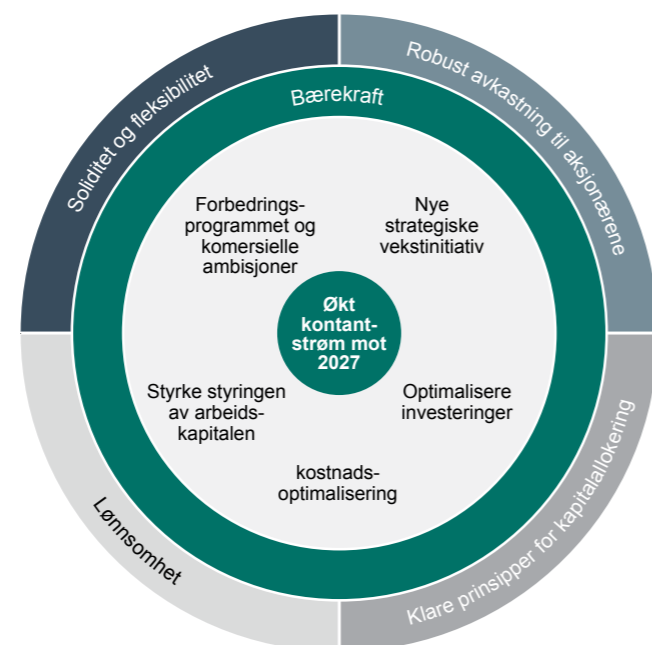 Soliditet og fleksibilitet
Robust avkastning til aksjonærene
Bærekraft
Forbedrings-
programmet og
komersielle
ambisjoner
Nye
strategiske
vekstinitiativ
Økt
kontant-
strøm mot
2027
Styrke styringen
av arbeids-
kapitalen
Optimalisere
investeringer
kostnads-
optimalisering
Lønnsomhet
Klare prinsipper for kapitalallokering